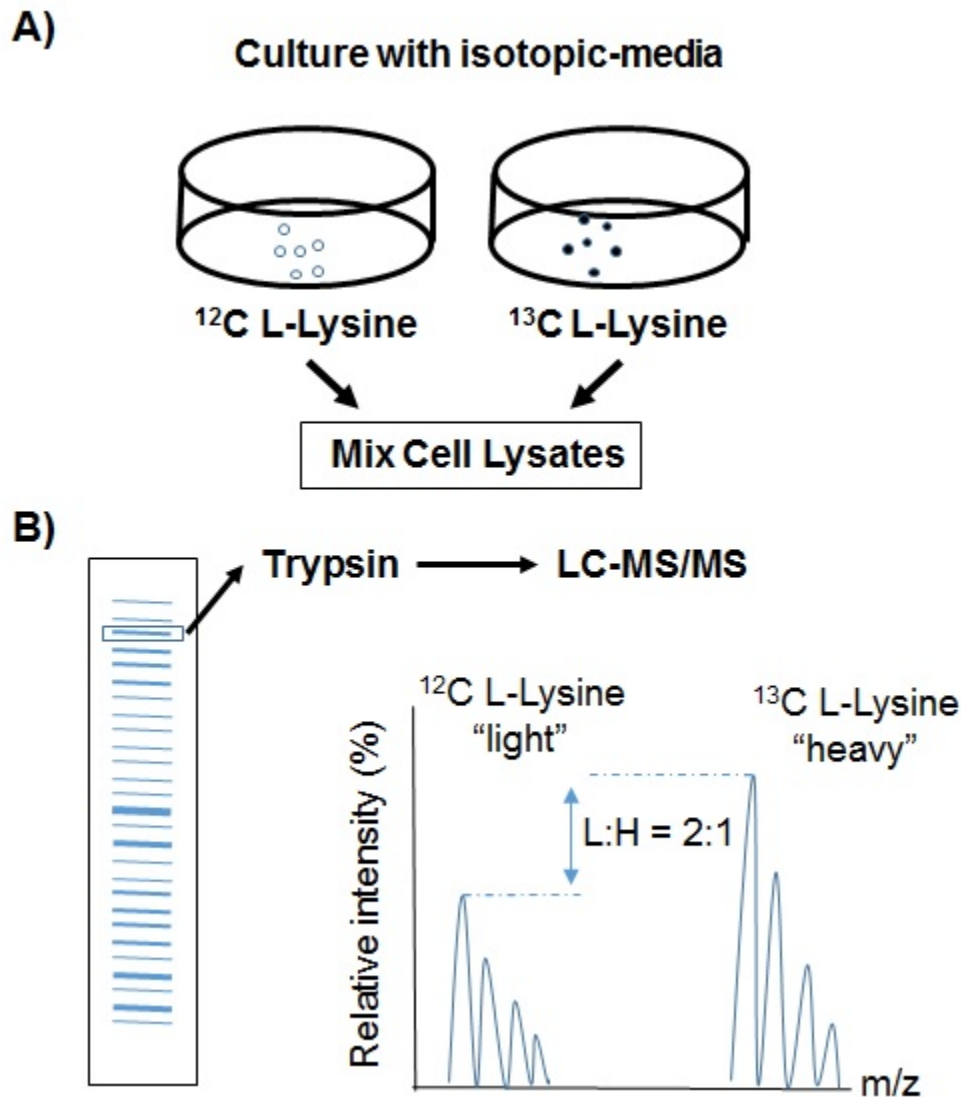 A)
Culture with isotopic-media
¹²C L-Lysine
¹³C L-Lysine
Mix Cell Lysates
B)
Trypsin
LC-MS/MS
¹²C L-Lysine
“light”
¹³C L-Lysine
“heavy”
L:H = 2:1
Relative intensity (%)
m/z